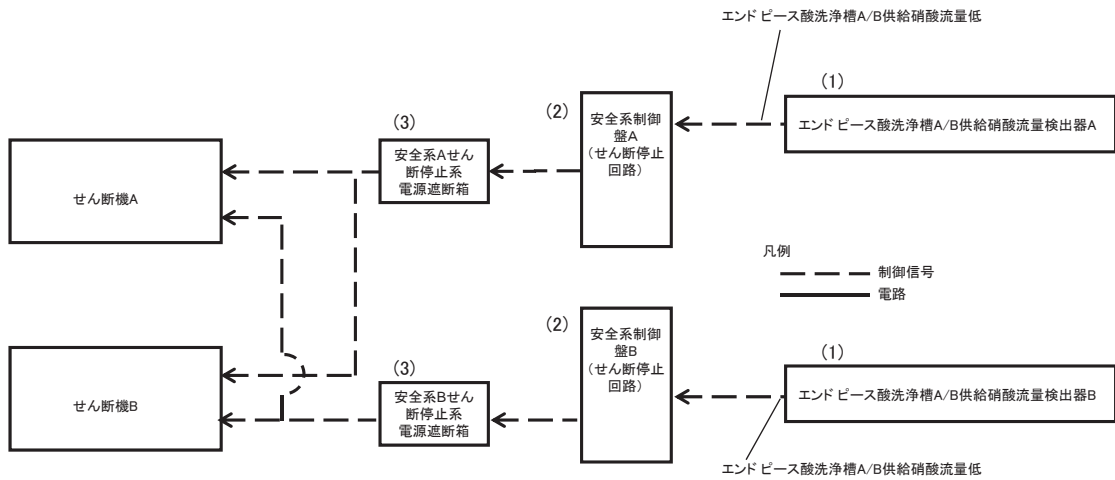 エンドピース酸洗浄槽A/B供給硝酸流量低
(1)
エンドピース酸洗浄槽A/B供給硝酸流量検出器A
(2)
安全系制御
盤A
(せん断停止
回路)
(3)
安全系Aせん
断停止系
電源遮断箱
せん断機A
凡例
制御信号
電路
(2)
安全系制御
盤B
(せん断停止
回路)
(1)
エンドピース酸洗浄槽A/B供給硝酸流量検出器B
(3)
安全系Bせん
断停止系
電源遮断箱
せん断機B
エンドピース酸洗浄槽A/B供給硝酸流量低